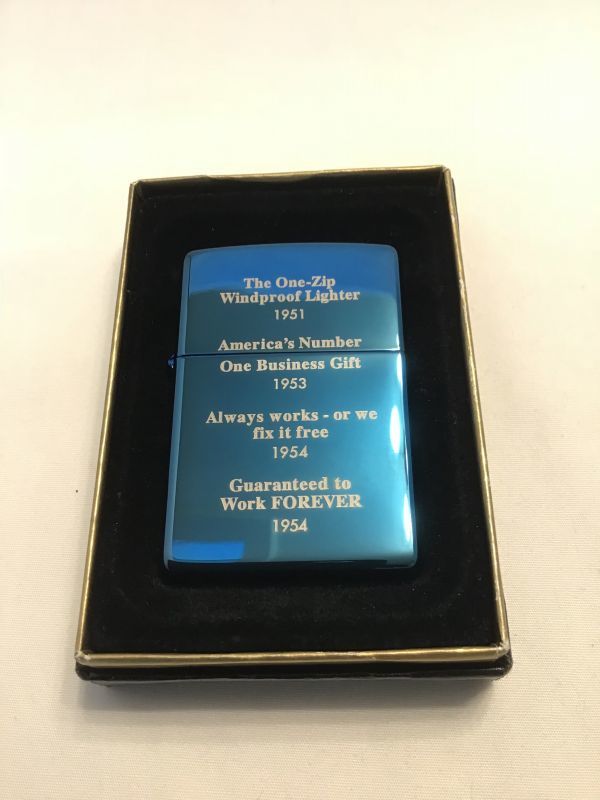 The One-Zip
Windproof Lighter
1951
America's Number
One Business Gift
1953
Always works - or we
fix it free
1954
Guaranteed to
Work FOREVER
1954